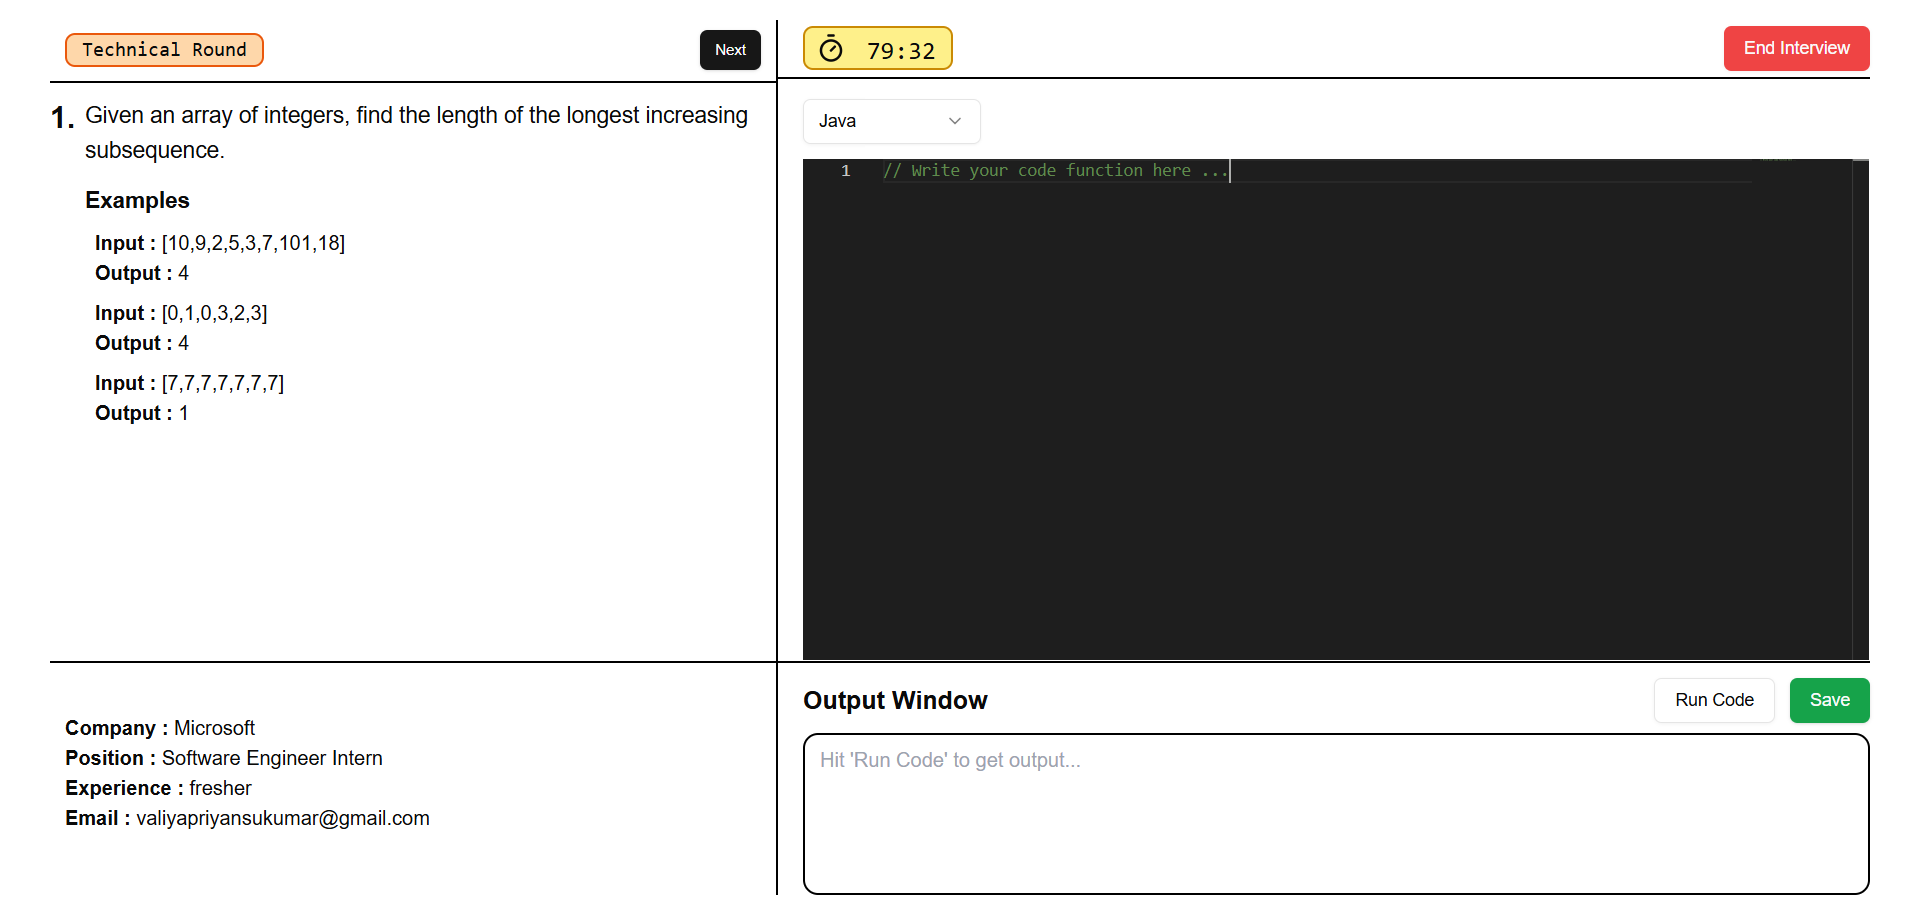 Technical Round
Next
1. Given an array of integers, find the length of the longest increasing
subsequence.
Examples
Input : [10,9,2,5,3,7,101,18]
Output : 4
Input : [0,1,0,3,2,3]
Output : 4
Input : [7,7,7,7,7,7,7]
Output : 1
Company : Microsoft
Position : Software Engineer Intern
Experience : fresher
Email : valiyapriyansukumar@gmail.com
79:32
End Interview
Java
1 // Write your code function here ...
Output Window
Run Code
Save
Hit 'Run Code' to get output...